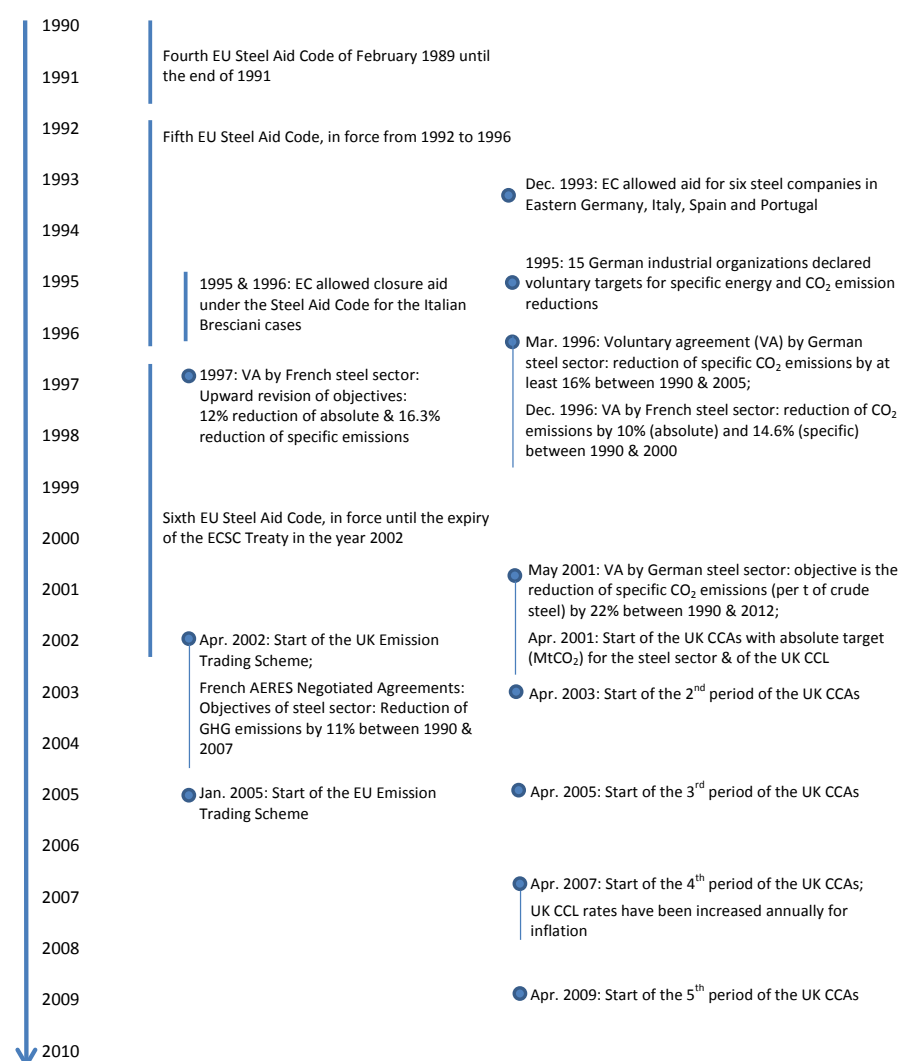 1990
Fourth EU Steel Aid Code of February 1989 until
the end of 1991
1991
1992
Fifth EU Steel Aid Code, in force from 1992 to 1996
1993
Dec. 1993: EC allowed aid for six steel companies in
Eastern Germany, Italy, Spain and Portugal
1994
1995
1995 & 1996: EC allowed closure aid
under the Steel Aid Code for the Italian
Bresciani cases
1995: 15 German industrial organizations declared
voluntary targets for specific energy and CO₂ emission
reductions
1996
Mar. 1996: Voluntary agreement (VA) by German
steel sector: reduction of specific CO₂ emissions by at
least 16% between 1990 & 2005;
Dec. 1996: VA by French steel sector: reduction of CO₂
emissions by 10% (absolute) and 14.6% (specific)
between 1990 & 2000
1997
1997: VA by French steel sector:
Upward revision of objectives:
12% reduction of absolute & 16.3%
reduction of specific emissions
1998
1999
Sixth EU Steel Aid Code, in force until the expiry
of the ECSC Treaty in the year 2002
2000
2001
May 2001: VA by German steel sector: objective is the
reduction of specific CO₂ emissions (per t of crude
steel) by 22% between 1990 & 2012;
Apr. 2001: Start of the UK CCAs with absolute target
(MtCO₂) for the steel sector & of the UK CCL
2002
Apr. 2002: Start of the UK Emission
Trading Scheme;
French AERES Negotiated Agreements:
Objectives of steel sector: Reduction of
GHG emissions by 11% between 1990 &
2007
2003
Apr. 2003: Start of the 2nd period of the UK CCAs
2004
2005
Jan. 2005: Start of the EU Emission
Trading Scheme
Apr. 2005: Start of the 3rd period of the UK CCAs
2006
2007
Apr. 2007: Start of the 4th period of the UK CCAs;
UK CCL rates have been increased annually for
inflation
2008
2009
Apr. 2009: Start of the 5th period of the UK CCAs
2010